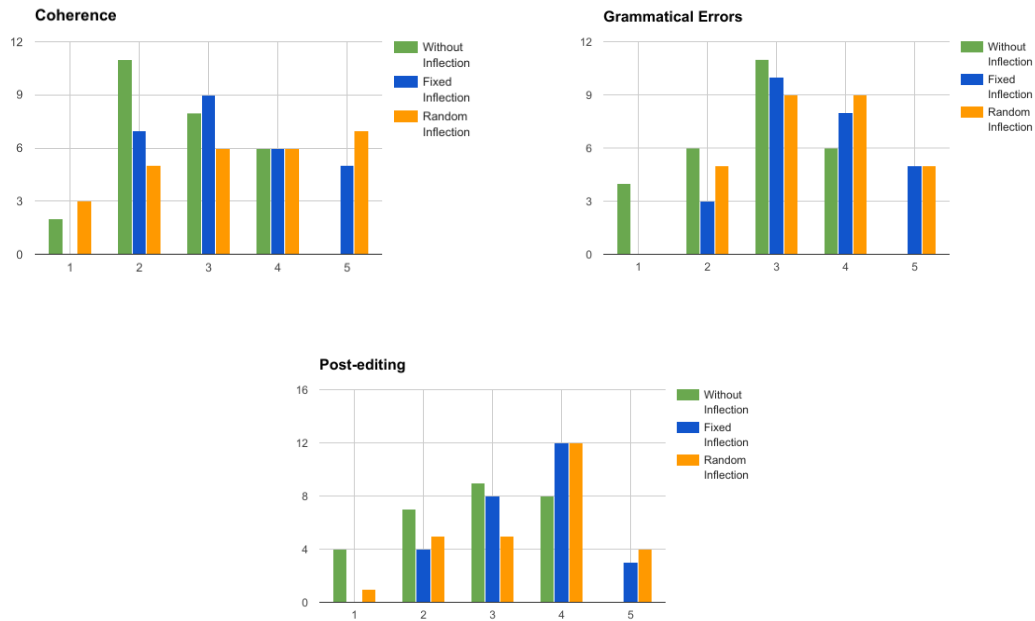 Coherence
12
9
6
3
0
1 2 3 4 5
Without
Inflection
Fixed
Inflection
Random
Inflection
Grammatical Errors
12
9
6
3
0
1 2 3 4 5
Without
Inflection
Fixed
Inflection
Random
Inflection
Post-editing
16
12
8
4
0
1 2 3 4 5
Without
Inflection
Fixed
Inflection
Random
Inflection